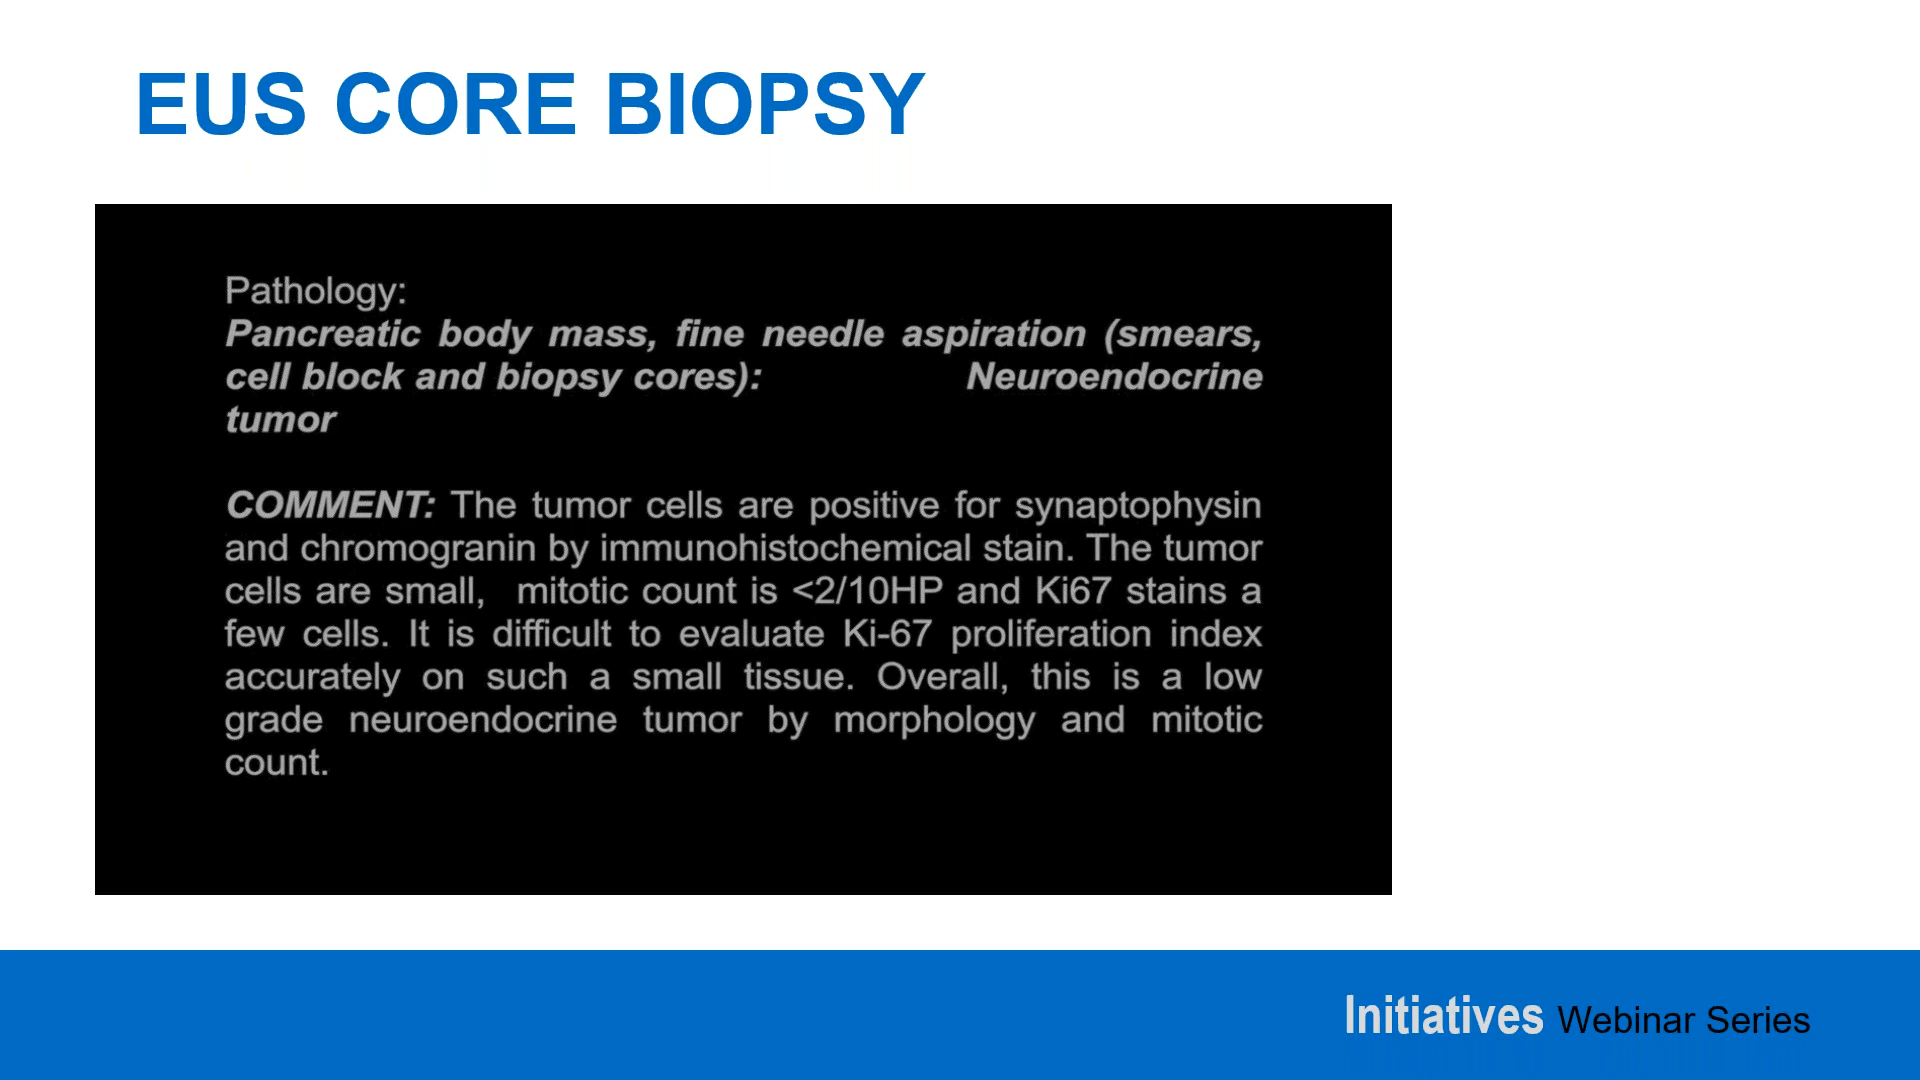 EUS CORE BIOPSY
Pathology:
Pancreatic body mass, fine needle aspiration (smears,
cell block and biopsy cores): Neuroendocrine
tumor
COMMENT: The tumor cells are positive for synaptophysin
and chromogranin by immunohistochemical stain. The tumor
cells are small, mitotic count is <2/10HP and Ki67 stains a
few cells. It is difficult to evaluate Ki-67 proliferation index
accurately on such a small tissue. Overall, this is a low
grade neuroendocrine tumor by morphology and mitotic
count.
Initiatives Webinar Series